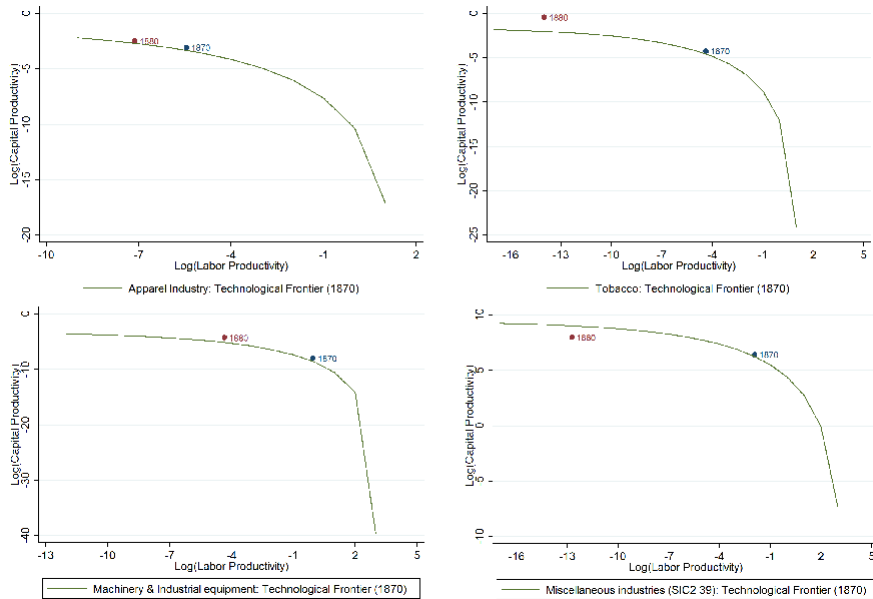 0
-5
-10
-15
-20
Log(Capital Productivity)
1880
1870
-10 -7 -4 -1 2
Log(Labor Productivity)
Apparel Industry: Technological Frontier (1870)
0
-5
-10
-15
-20
-25
Log(Capital Productivity)
1880
1870
-16 -13 -10 -7 -4 -1 2 5
Log(Labor Productivity)
Tobacco: Technological Frontier (1870)
0
-10
-20
-30
-40
Log(Capital Productivity)
1880
1870
-13 -10 -7 -4 -1 2 5
Log(Labor Productivity)
Machinery & Industrial equipment: Technological Frontier (1870)
10
5
0
5
10
Log(Capital Productivity)
1880
1870
-16 -13 -10 -7 -4 -1 2 5
Log(Labor Productivity)
Miscellaneous industries (SIC2 39): Technological Frontier (1870)